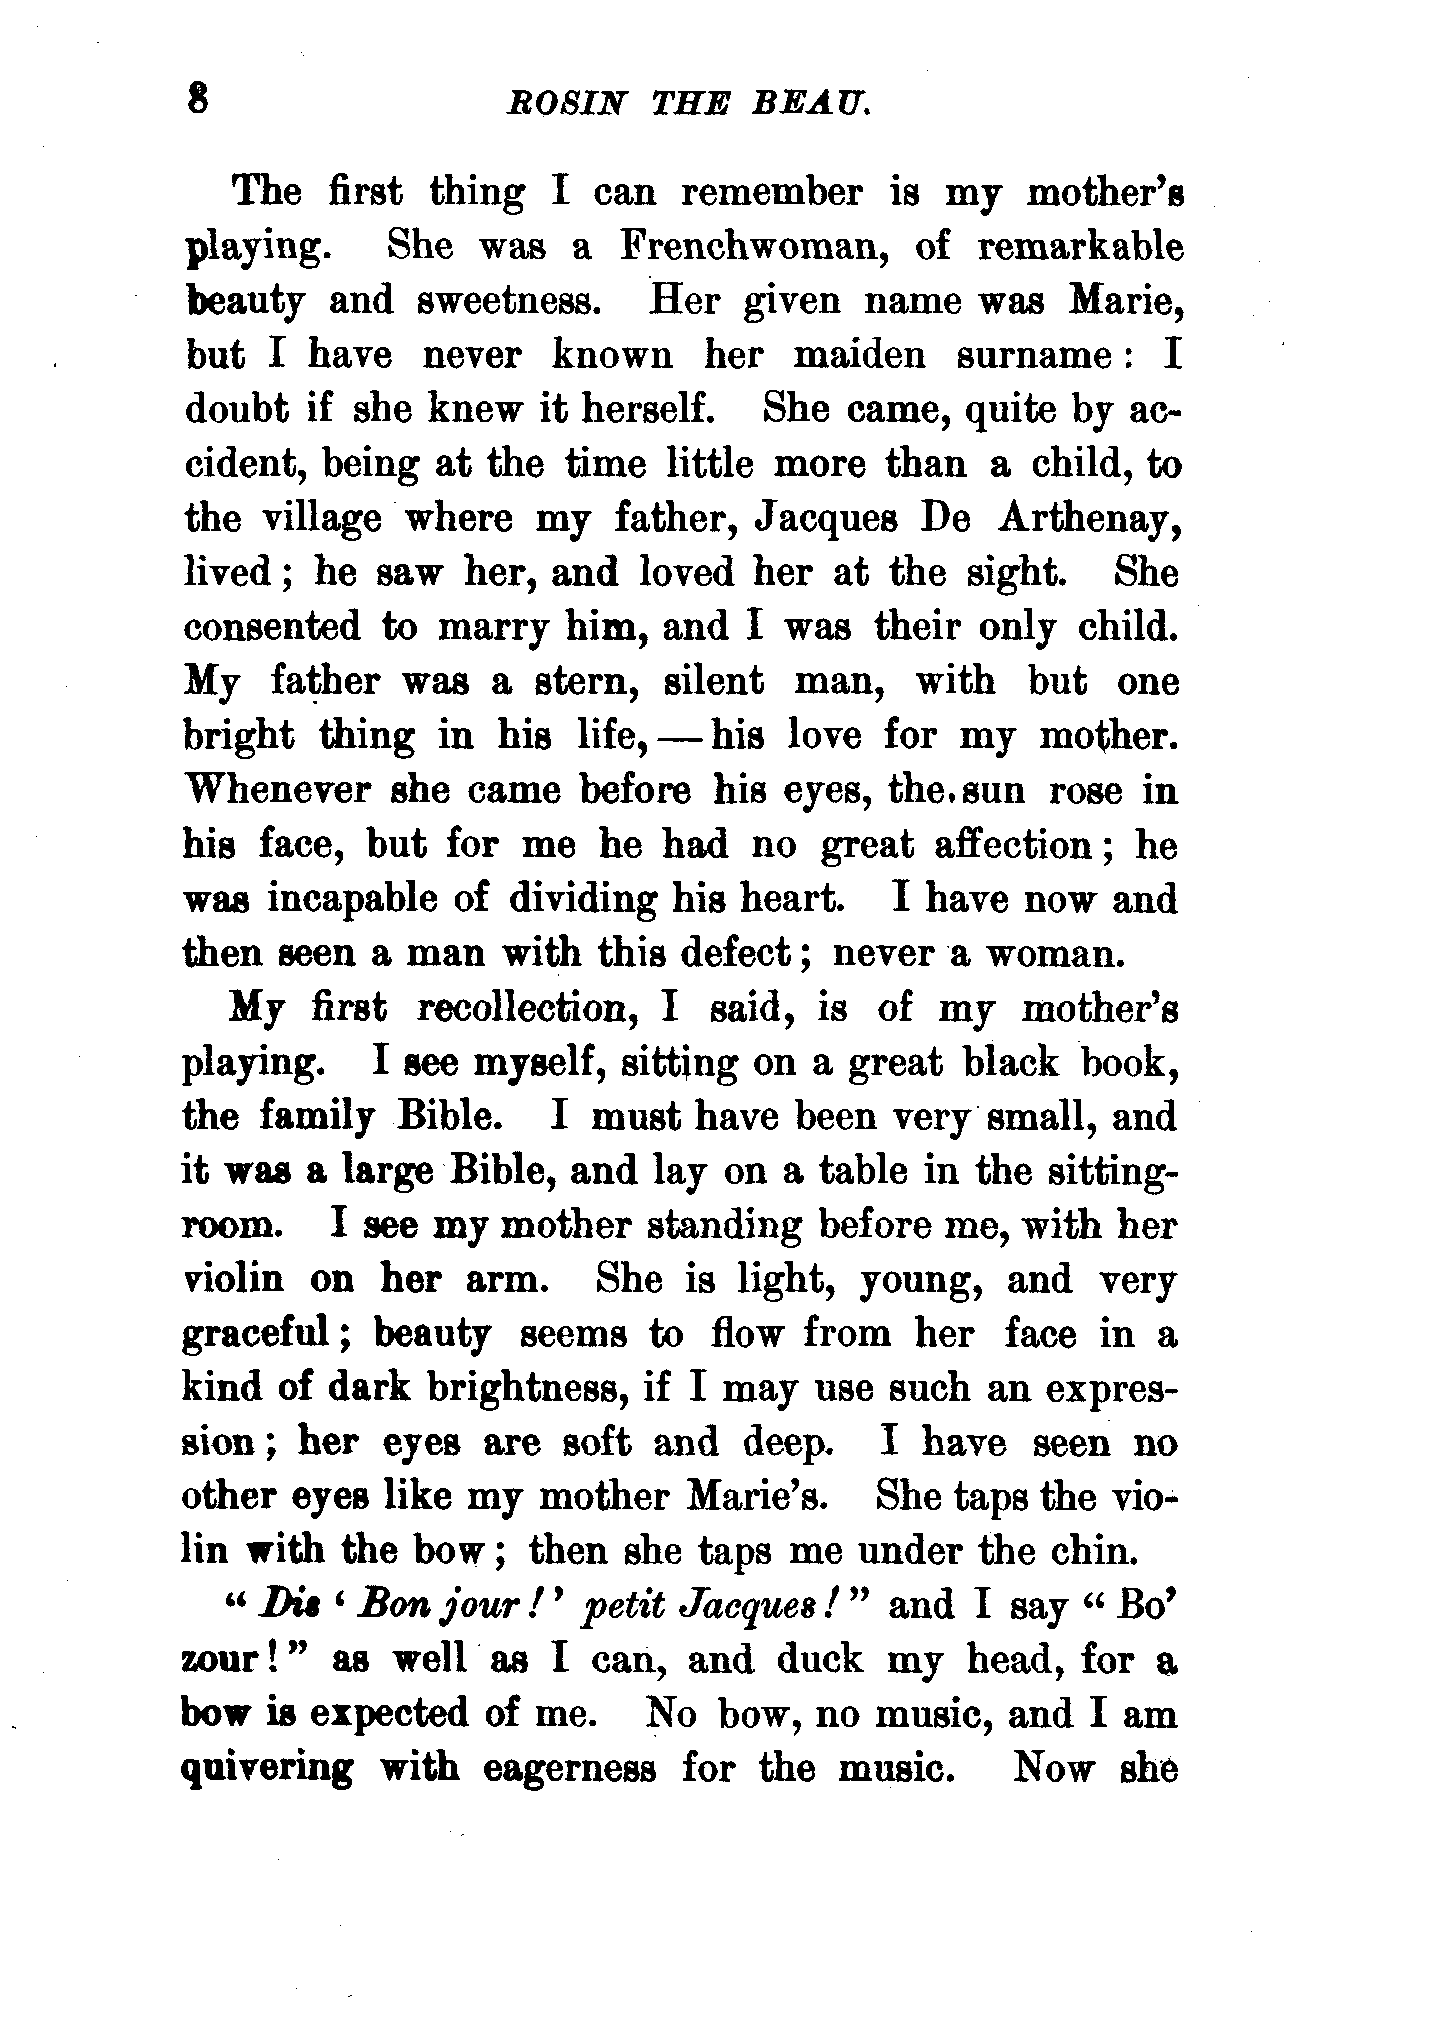 8 ROSIN THE BEAU.
The first thing I can remember is my mother's
playing. She was a Frenchwoman, of remarkable
beauty and sweetness. Her given name was Marie,
but I have never known her maiden surname: I
doubt if she knew it herself. She came, quite by ac-
cident, being at the time little more than a child, to
the village where my father, Jacques De Arthenay,
lived; he saw her, and loved her at the sight. She
consented to marry him, and I was their only child.
My father was a stern, silent man, with but one
bright thing in his life,—his love for my mother.
Whenever she came before his eyes, the sun rose in
his face, but for me he had no great affection; he
was incapable of dividing his heart. I have now and
then seen a man with this defect; never a woman.
My first recollection, I said, is of my mother's
playing. I see myself, sitting on a great black book,
the family Bible. I must have been very small, and
it was a large Bible, and lay on a table in the sitting-
room. I see my mother standing before me, with her
violin on her arm. She is light, young, and very
graceful; beauty seems to flow from her face in a
kind of dark brightness, if I may use such an expres-
sion; her eyes are soft and deep. I have seen no
other eyes like my mother Marie's. She taps the vio-
lin with the bow; then she taps me under the chin.
"Dis 'Bon jour!' petit Jacques!" and I say "Bo'
zour!" as well as I can, and duck my head, for a
bow is expected of me. No bow, no music, and I am
quivering with eagerness for the music. Now she